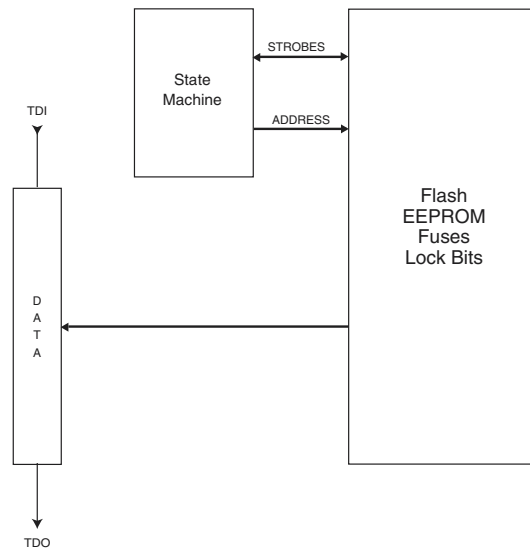 STROBES
State
Machine
ADDRESS
TDI
Flash
EEPROM
Fuses
Lock Bits
D
A
T
A
TDO